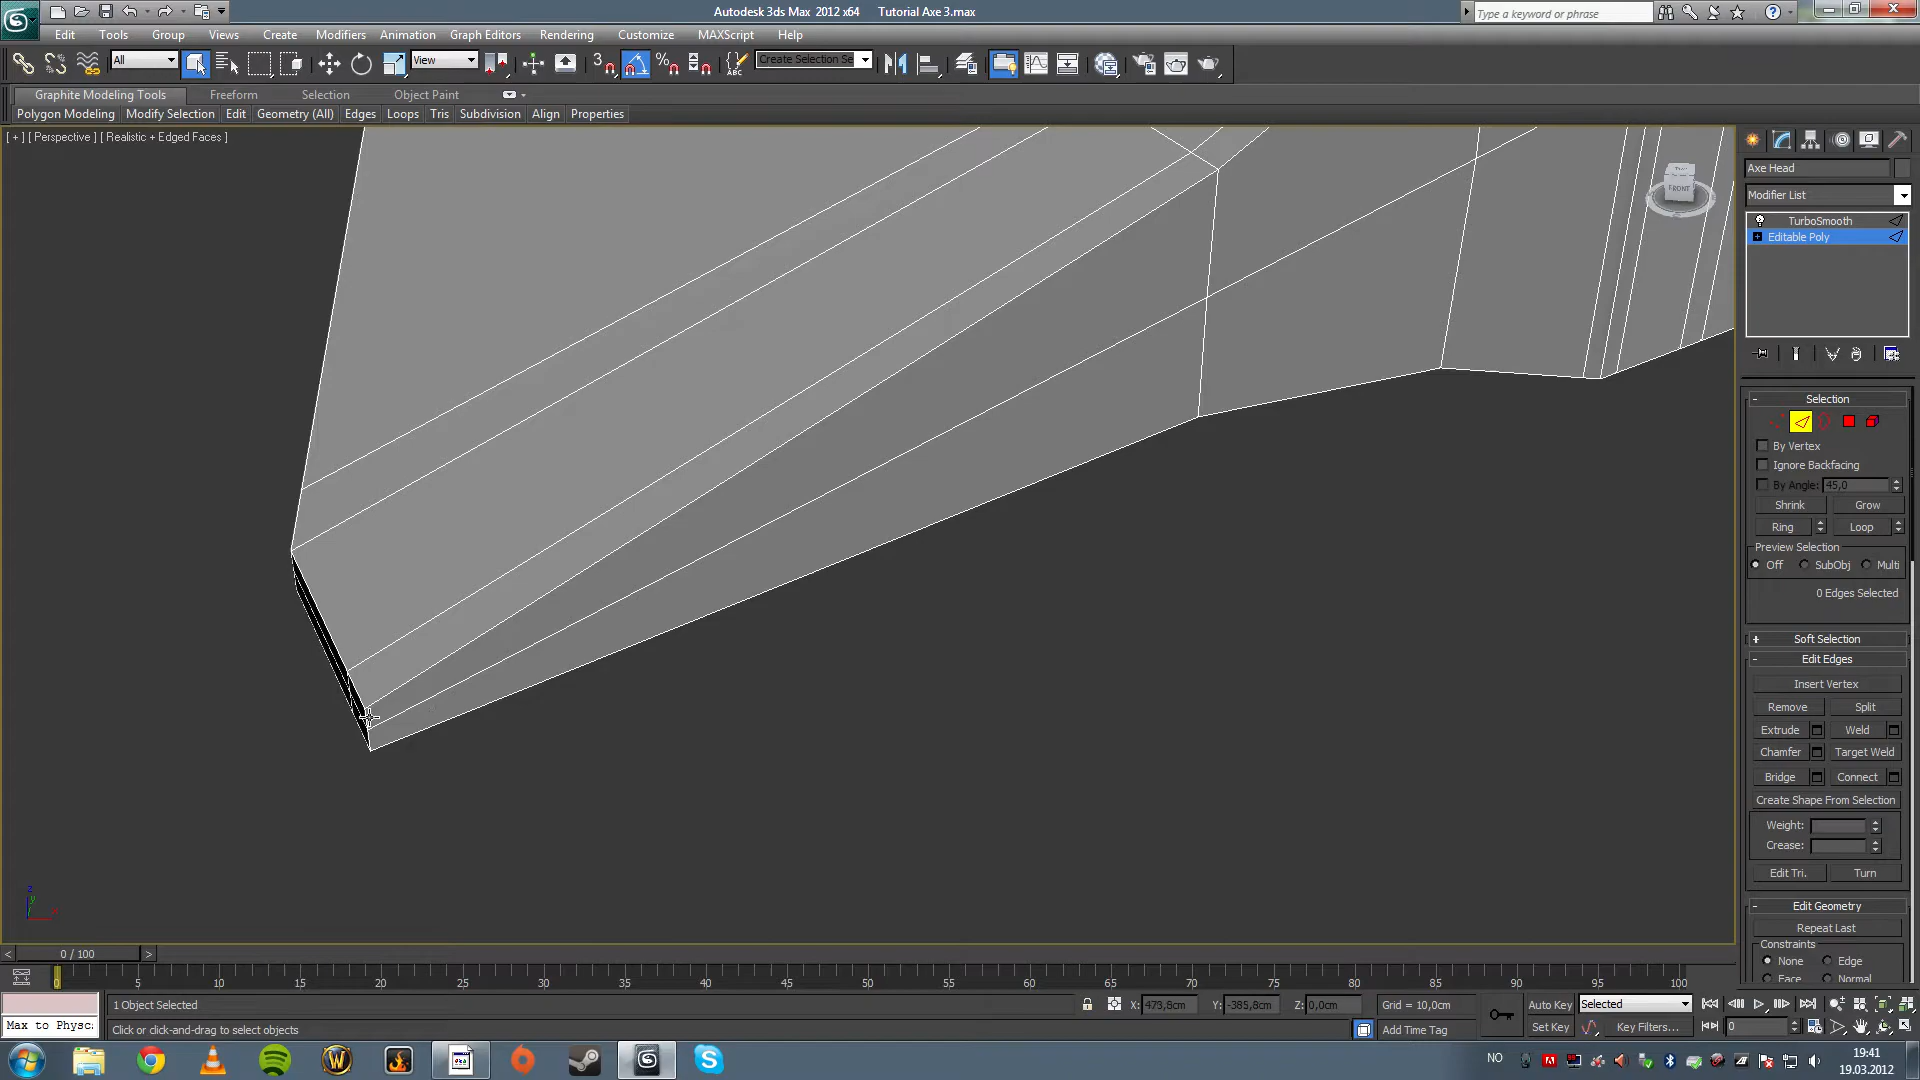 Autodesk 3ds Max 2012 x64 Tutorial Axe 3.max
Type a keyword or phrase
Edit Tools Group Views Create Modifiers Animation Graph Editors Rendering Customize MAXScript Help
All
View
3
ABC
Create Selection Se
Graphite Modeling Tools Freeform Selection Object Paint
Polygon Modeling Modify Selection Edit Geometry (All) Edges Loops Tris Subdivision Align Properties
[ + ] [ Perspective ] [ Realistic + Edged Faces ]
FRONT
Axe Head
Modifier List
TurboSmooth
Editable Poly
- Selection
By Vertex
Ignore Backfacing
By Angle: 45,0
Shrink Grow
Ring Loop
Preview Selection
Off SubObj Multi
0 Edges Selected
+ Soft Selection
- Edit Edges
Insert Vertex
Remove Split
Extrude Weld
Chamfer Target Weld
Bridge Connect
Create Shape From Selection
Weight:
Crease:
Edit Tri. Turn
- Edit Geometry
Repeat Last
Constraints
None Edge
Face Normal
z
y
x
< 0 / 100 >
0 5 10 15 20 25 30 35 40 45 50 55 60 65 70 75 80 85 90 95 100
1 Object Selected X: 473,8cm Y: -385,8cm Z: 0,0cm Grid = 10,0cm Auto Key Selected
Max to Physc: Click or click-and-drag to select objects Add Time Tag Set Key Key Filters... 0
NO
19:41
19.03.2012